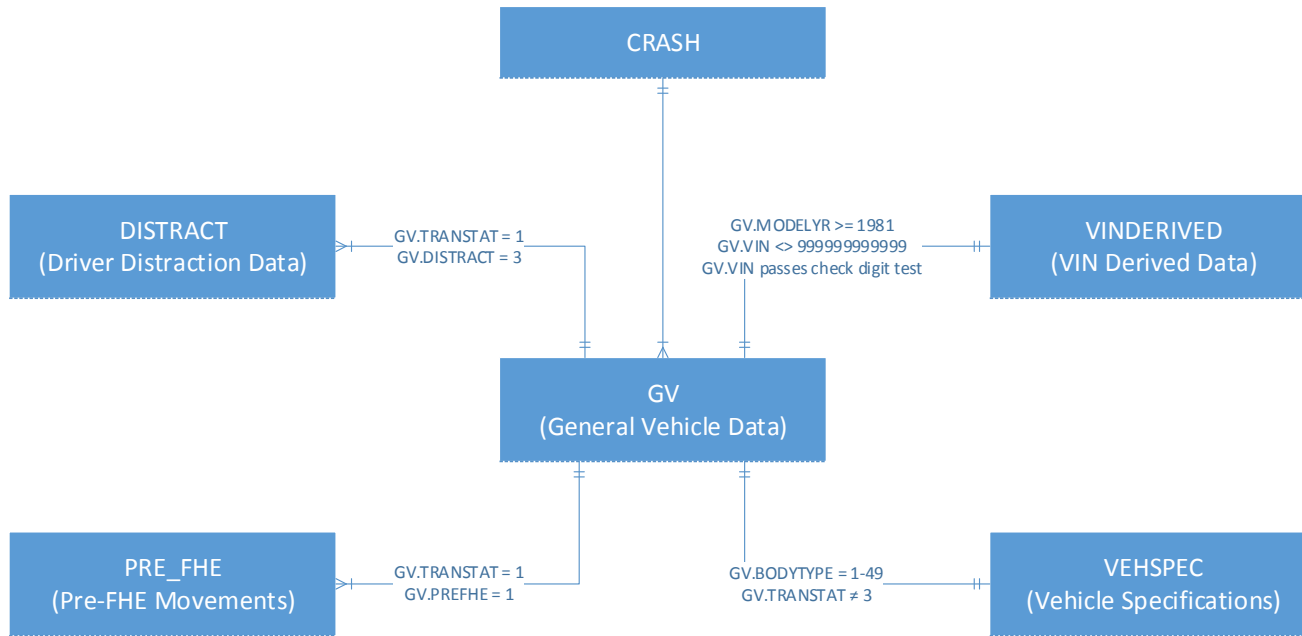 CRASH
DISTRACT
(Driver Distraction Data)
GV.TRANSTAT = 1
GV.DISTRACT = 3
GV.MODELYR >= 1981
GV.VIN <> 999999999999
GV.VIN passes check digit test
VINDERIVED
(VIN Derived Data)
GV
(General Vehicle Data)
PRE_FHE
(Pre-FHE Movements)
GV.TRANSTAT = 1
GV.PREFHE = 1
GV.BODYTYPE = 1-49
GV.TRANSTAT ≠ 3
VEHSPEC
(Vehicle Specifications)